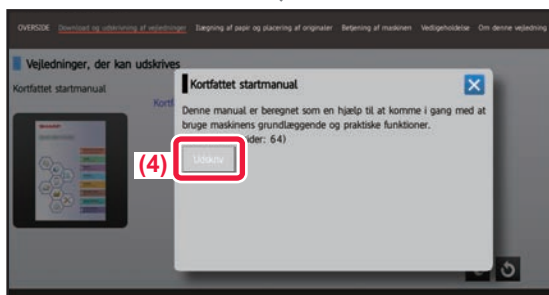 OVERSIDE Download og udskrivning af vejledninger Ilægning af papir og placering af originaler Betjening af maskinen Vedligeholdelse Om denne vejledning
Vejledninger, der kan udskrives
Kortfattet startmanual
Kortf
Kortfattet startmanual
Denne manual er beregnet som en hjælp til at komme i gang med at
bruge maskinens grundlæggende og praktiske funktioner.
ider: 64)
Udskriv
(4)